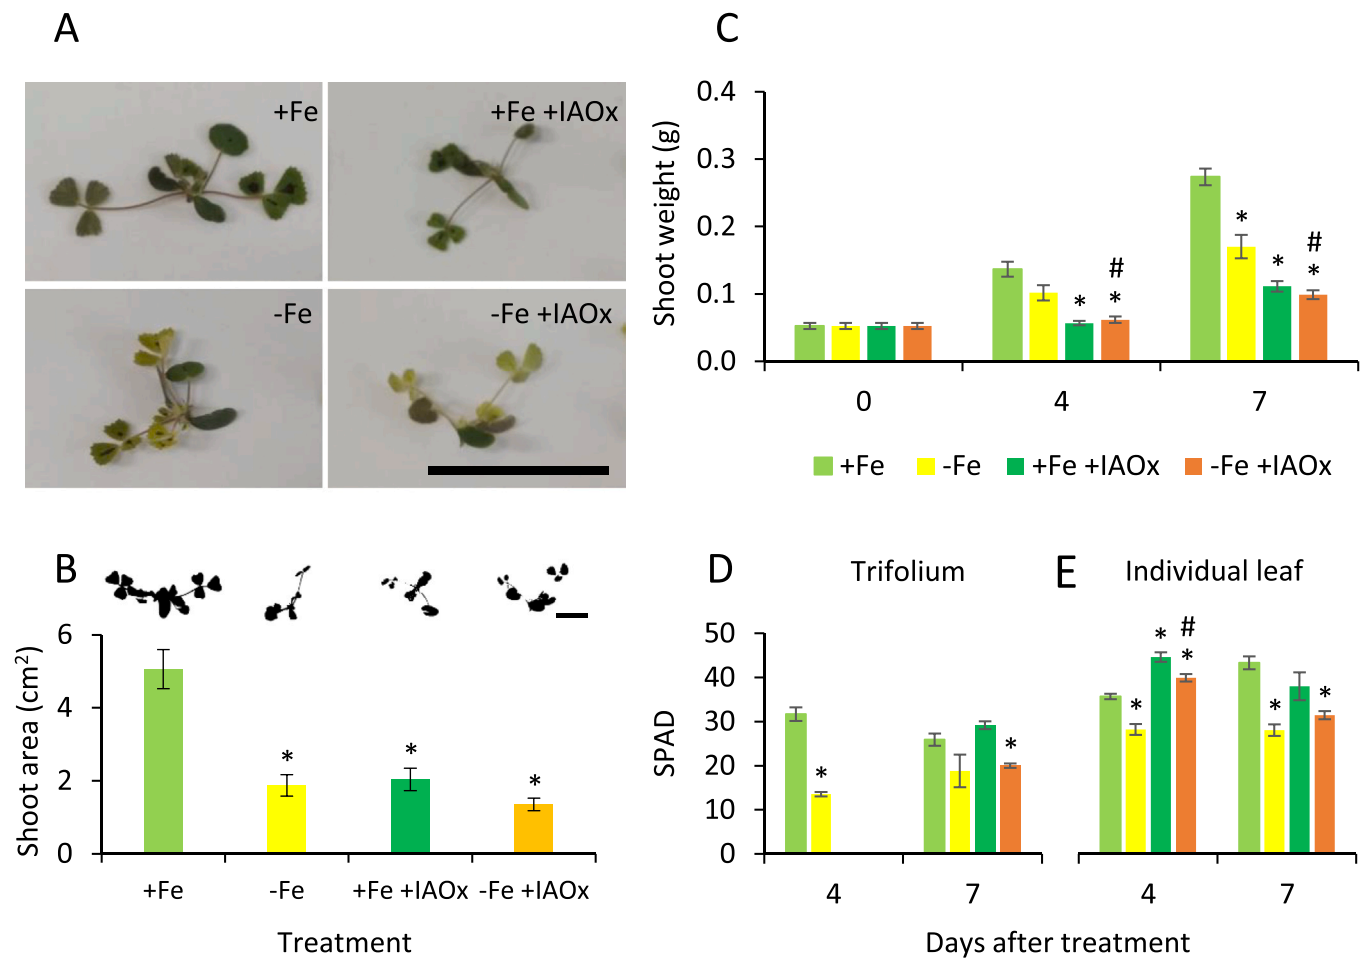 A
+Fe
+Fe +IAOx
-Fe
-Fe +IAOx
B
6
4
2
0
Shoot area (cm²)
*
*
*
+Fe
-Fe
+Fe +IAOx
-Fe +IAOx
Treatment
C
0.4
0.3
0.2
0.1
0.0
Shoot weight (g)
*
#
*
*
*
#
*
0
4
7
+Fe
-Fe
+Fe +IAOx
-Fe +IAOx
D
Trifolium
50
40
30
20
10
0
SPAD
*
*
4
7
E
Individual leaf
*
*
#
*
*
*
4
7
Days after treatment